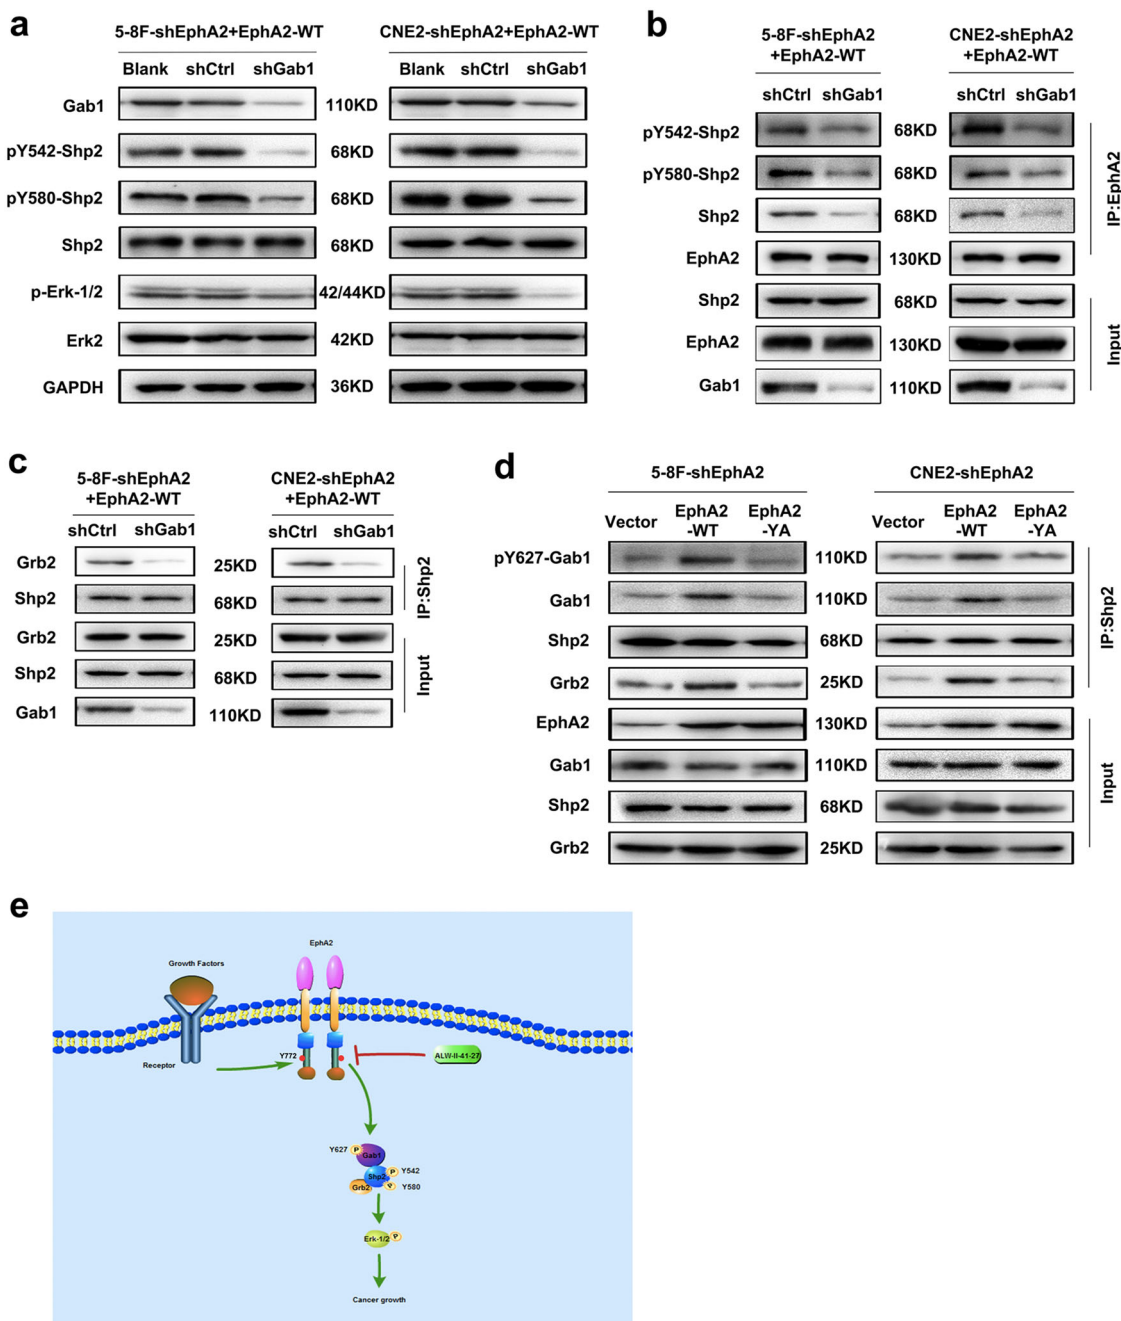 a
5-8F-shEphA2+EphA2-WT CNE2-shEphA2+EphA2-WT
Blank shCtrl shGab1 Blank shCtrl shGab1
Gab1 110KD
pY542-Shp2 68KD
pY580-Shp2 68KD
Shp2 68KD
p-Erk-1/2 42/44KD
Erk2 42KD
GAPDH 36KD
b
5-8F-shEphA2 CNE2-shEphA2
+EphA2-WT +EphA2-WT
shCtrl shGab1 shCtrl shGab1
pY542-Shp2 68KD
pY580-Shp2 68KD
Shp2 68KD
EphA2 130KD
IP:EphA2
Shp2 68KD
EphA2 130KD
Gab1 110KD
Input
c
5-8F-shEphA2 CNE2-shEphA2
+EphA2-WT +EphA2-WT
shCtrl shGab1 shCtrl shGab1
Grb2 25KD
Shp2 68KD
IP:Shp2
Grb2 25KD
Shp2 68KD
Gab1 110KD
Input
d
5-8F-shEphA2 CNE2-shEphA2
Vector EphA2 EphA2 Vector EphA2 EphA2
-WT -YA -WT -YA
pY627-Gab1 110KD
Gab1 110KD
Shp2 68KD
Grb2 25KD
IP:Shp2
EphA2 130KD
Gab1 110KD
Shp2 68KD
Grb2 25KD
Input
e
EphA2
Growth Factors
Y772
ALW-II-41-27
Receptor
Y627 P
Gab1
Shp2 P Y542
Grb2 P Y580
Erk-1/2 P
Cancer growth